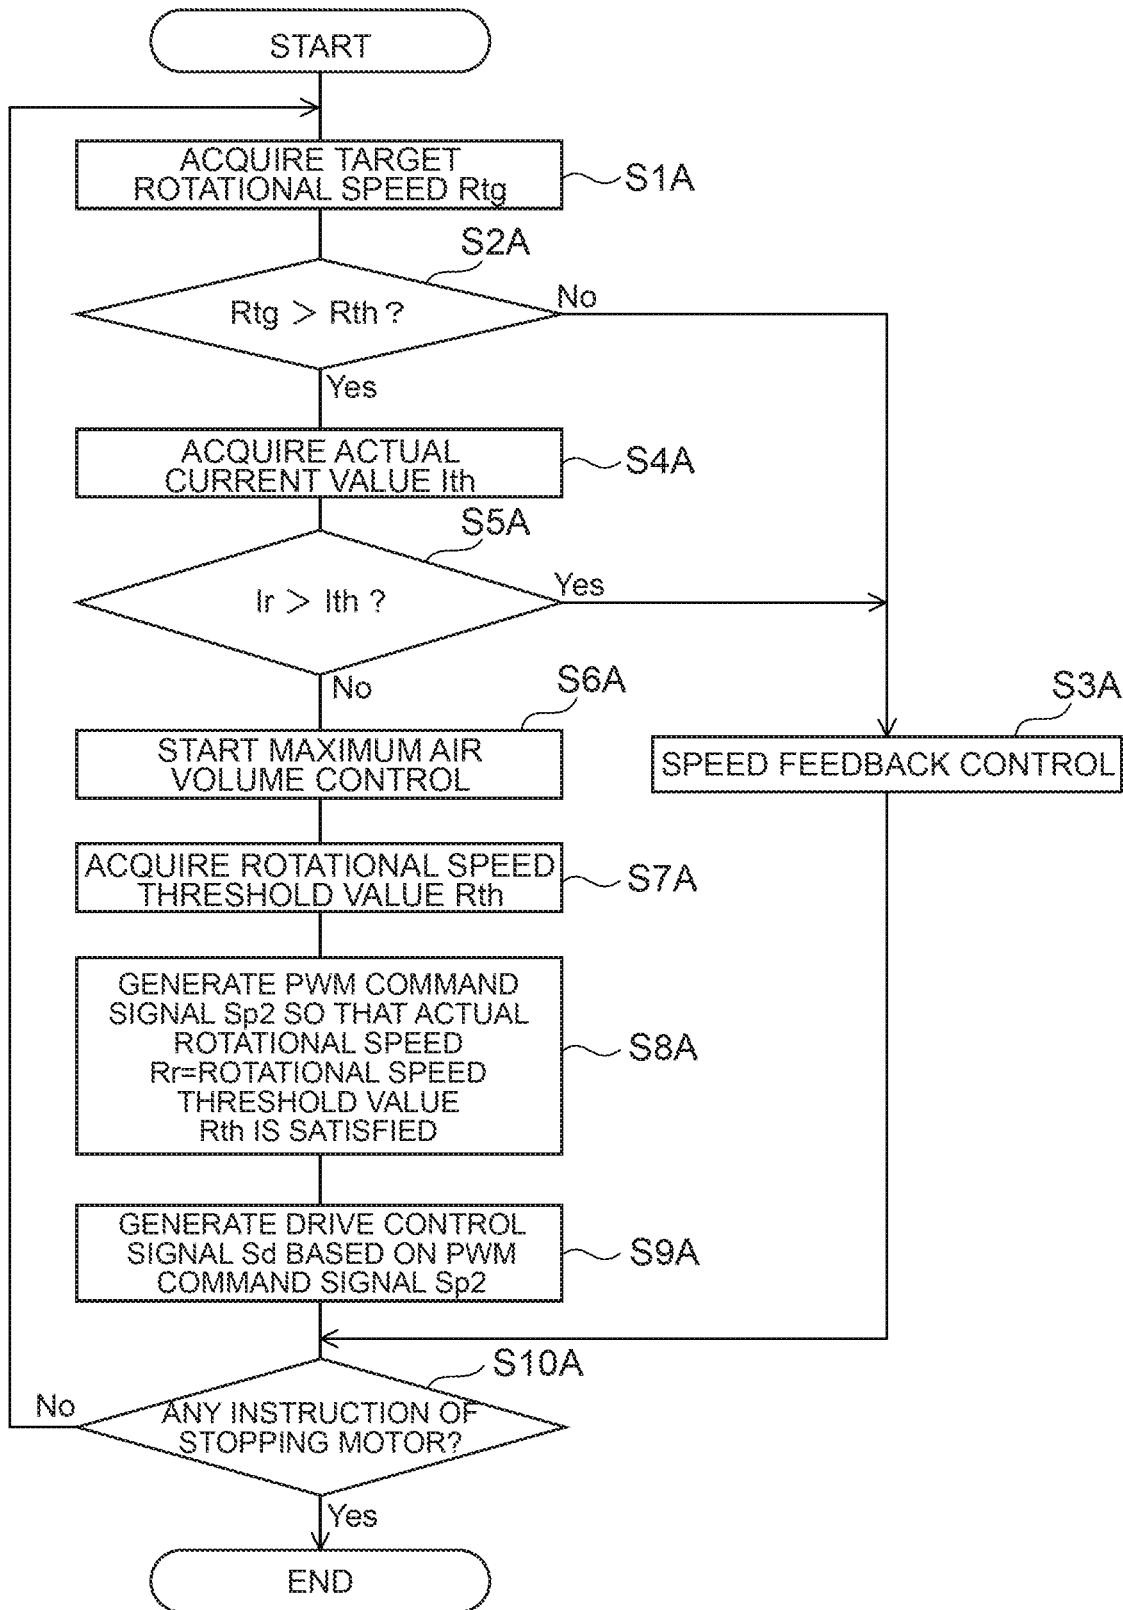 START
ACQUIRE TARGET
ROTATIONAL SPEED Rtg
S1A
S2A
Rtg > Rth ?
No
Yes
ACQUIRE ACTUAL
CURRENT VALUE Ith
S4A
S5A
Ir > Ith ?
Yes
No
S6A
START MAXIMUM AIR
VOLUME CONTROL
S3A
SPEED FEEDBACK CONTROL
ACQUIRE ROTATIONAL SPEED
THRESHOLD VALUE Rth
S7A
GENERATE PWM COMMAND
SIGNAL Sp2 SO THAT ACTUAL
ROTATIONAL SPEED
Rr=ROTATIONAL SPEED
THRESHOLD VALUE
Rth IS SATISFIED
S8A
GENERATE DRIVE CONTROL
SIGNAL Sd BASED ON PWM
COMMAND SIGNAL Sp2
S9A
S10A
No
ANY INSTRUCTION OF
STOPPING MOTOR?
Yes
END